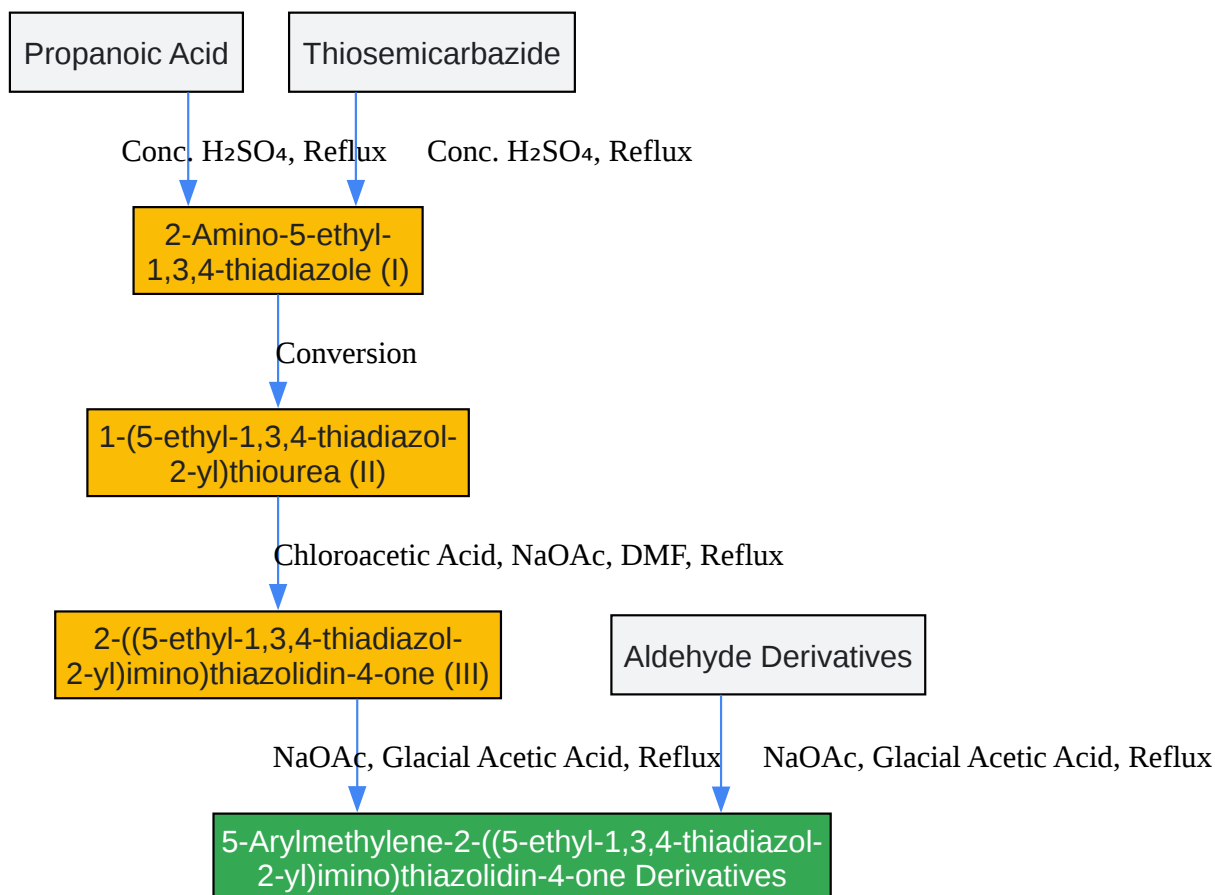 Propanoic Acid
Thiosemicarbazide
Conc. H₂SO₄, Reflux
Conc. H₂SO₄, Reflux
2-Amino-5-ethyl-
1,3,4-thiadiazole (I)
Conversion
1-(5-ethyl-1,3,4-thiadiazol-
2-yl)thiourea (II)
Chloroacetic Acid, NaOAc, DMF, Reflux
2-((5-ethyl-1,3,4-thiadiazol-
2-yl)imino)thiazolidin-4-one (III)
Aldehyde Derivatives
NaOAc, Glacial Acetic Acid, Reflux
NaOAc, Glacial Acetic Acid, Reflux
5-Arylmethylene-2-((5-ethyl-1,3,4-thiadiazol-
2-yl)imino)thiazolidin-4-one Derivatives